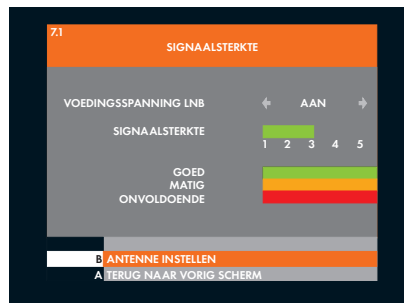 7.1
SIGNAALSTERKTE
VOEDINGSSPANNING LNB AAN
SIGNAALSTERKTE
1 2 3 4 5
GOED
MATIG
ONVOLDOENDE
B ANTENNE INSTELLEN
A TERUG NAAR VORIG SCHERM